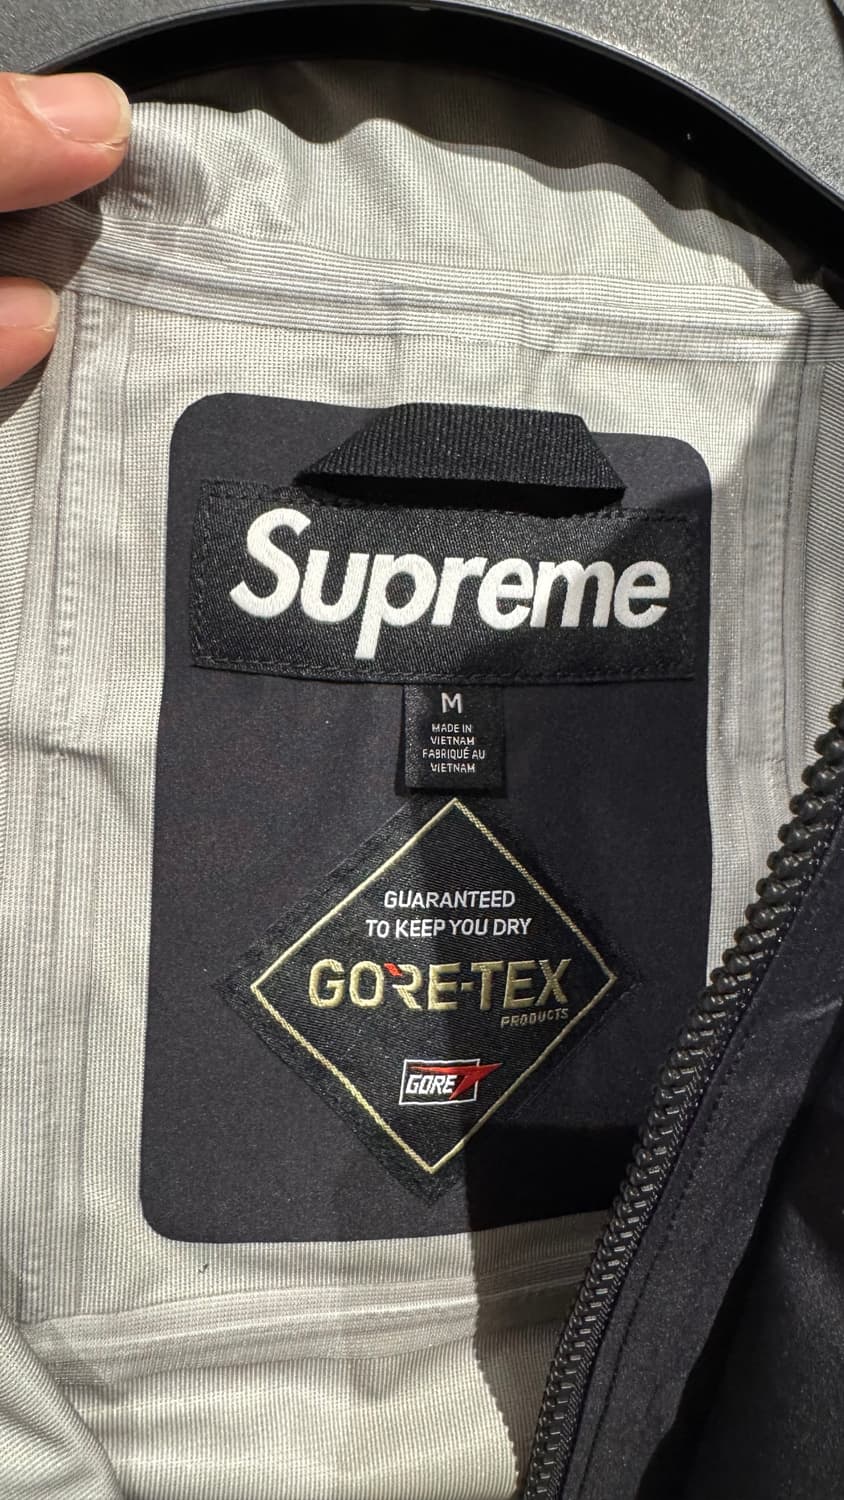 Supreme
M
MADE IN
VIETNAM
FABRIQUÉ AU
VIETNAM
GUARANTEED
TO KEEP YOU DRY
GORE-TEX
PRODUCTS
GORE